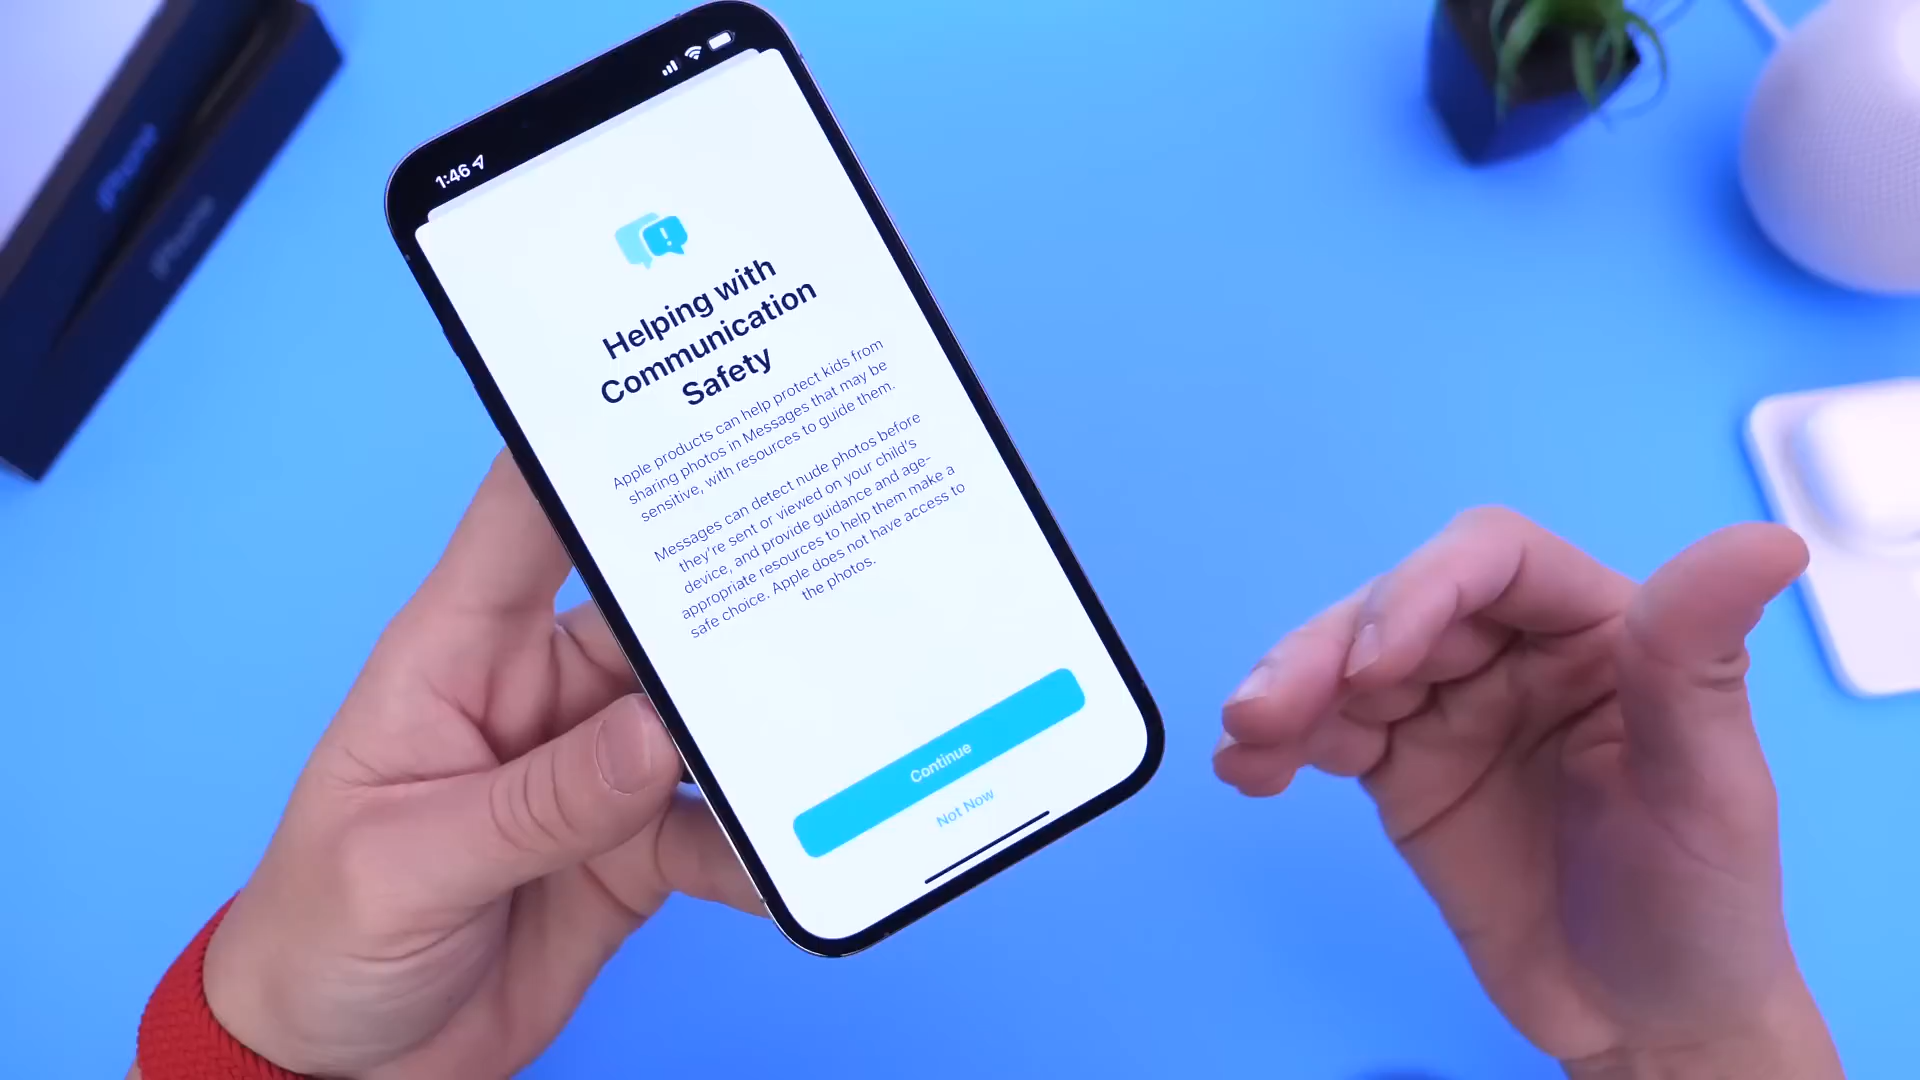 iPhone
iPhone
1:46
Helping with
Communication
Safety
Apple products can help protect kids from
sharing photos in Messages that may be
sensitive, with resources to guide them.
Messages can detect nude photos before
they're sent or viewed on your child's
device, and provide guidance and age-
appropriate resources to help them make a
safe choice. Apple does not have access to
the photos.
Continue
Not Now